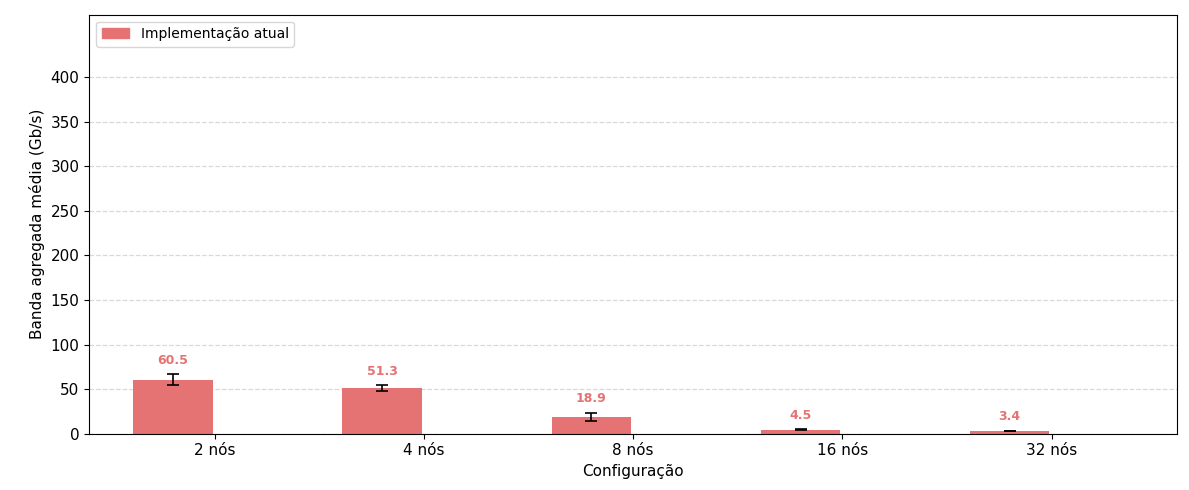 Implementação atual
Banda agregada média (Gb/s)
400
350
300
250
200
150
100
50
0
60.5
51.3
18.9
4.5
3.4
2 nós
4 nós
8 nós
16 nós
32 nós
Configuração